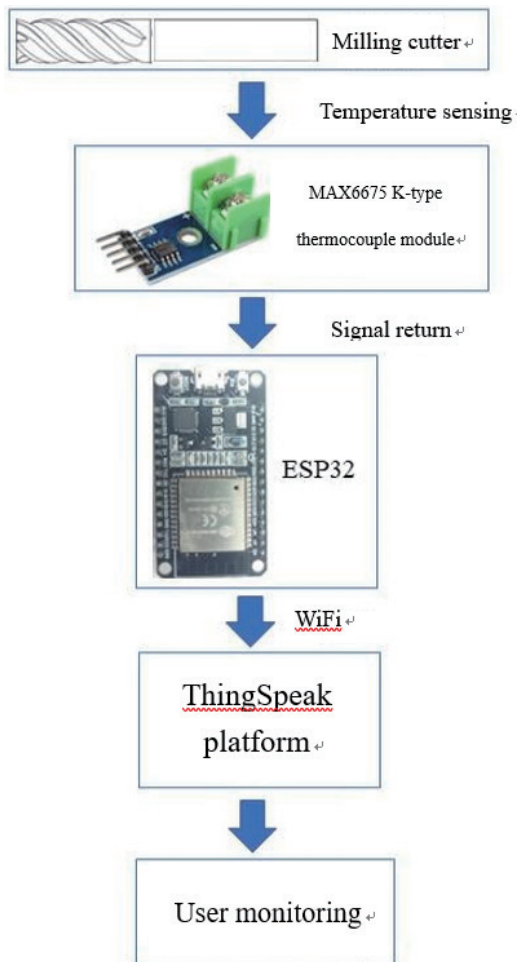 Milling cutter
Temperature sensing
MAX6675 K-type
thermocouple module
Signal return
ESP32
WiFi
ThingSpeak
platform
User monitoring